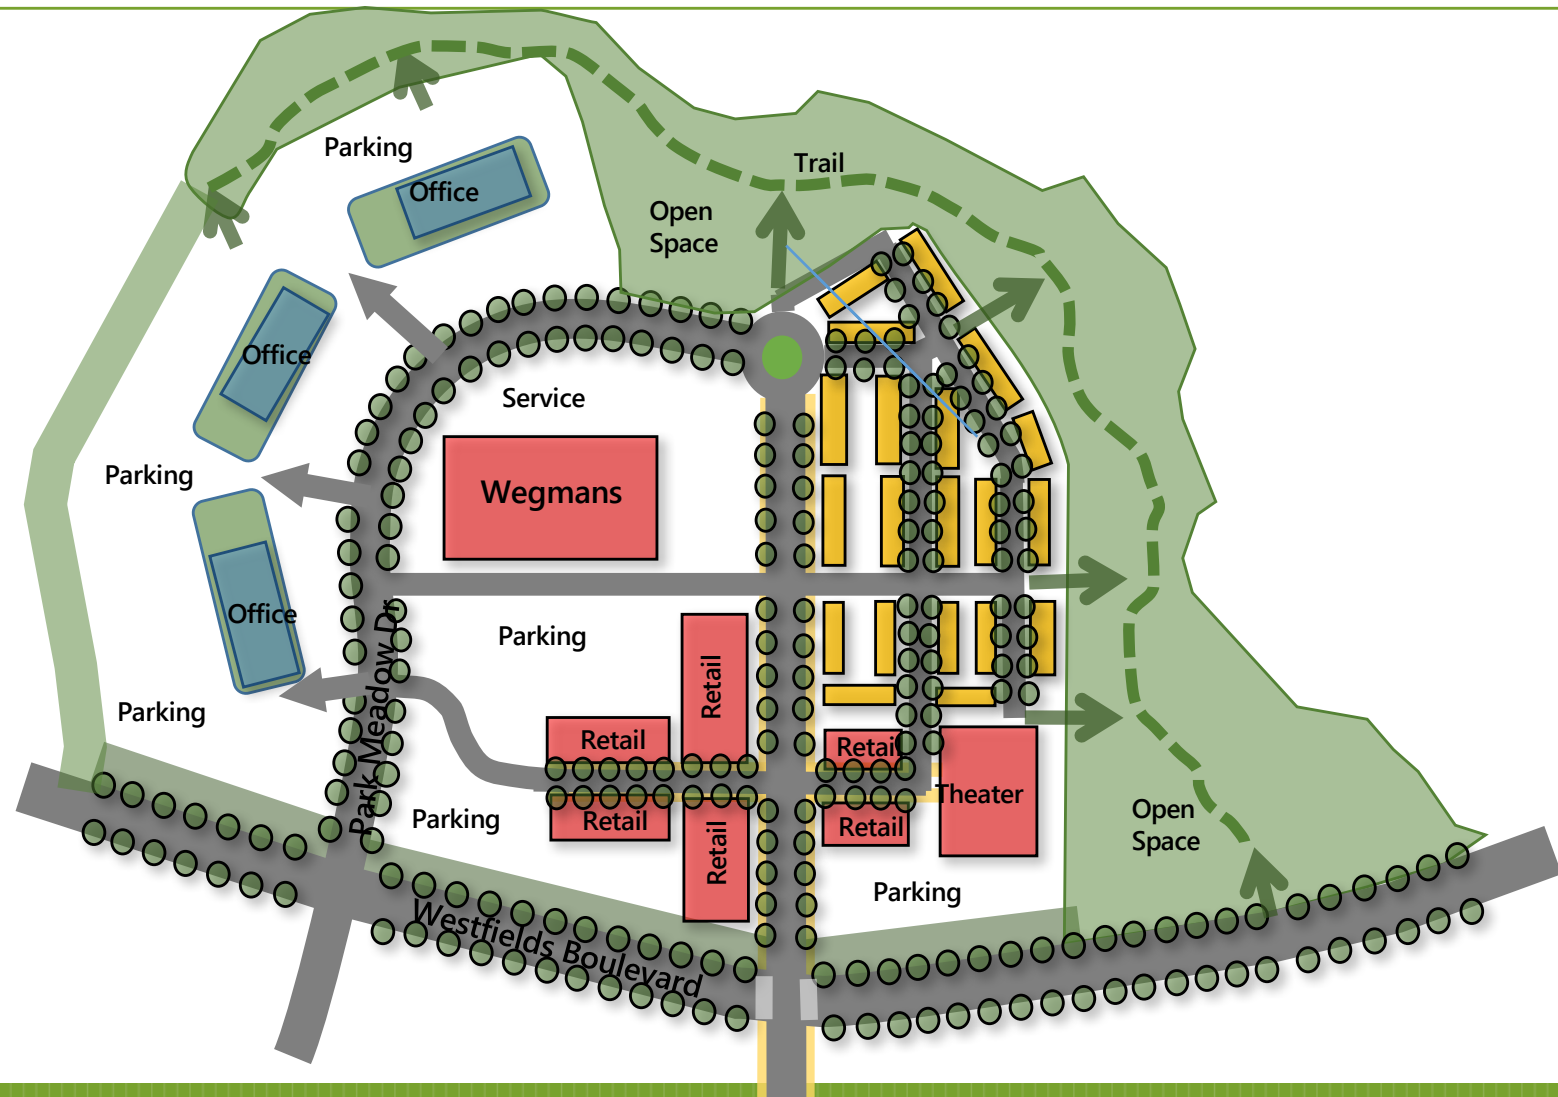 Parking
Office
Trail
Open
Space
Office
Service
Parking
Wegmans
Office
Parking
Park Meadow Dr
Retail
Parking
Retail
Retail
Theater
Parking
Retail
Retail
Retail
Open
Space
Parking
Westfields Boulevard